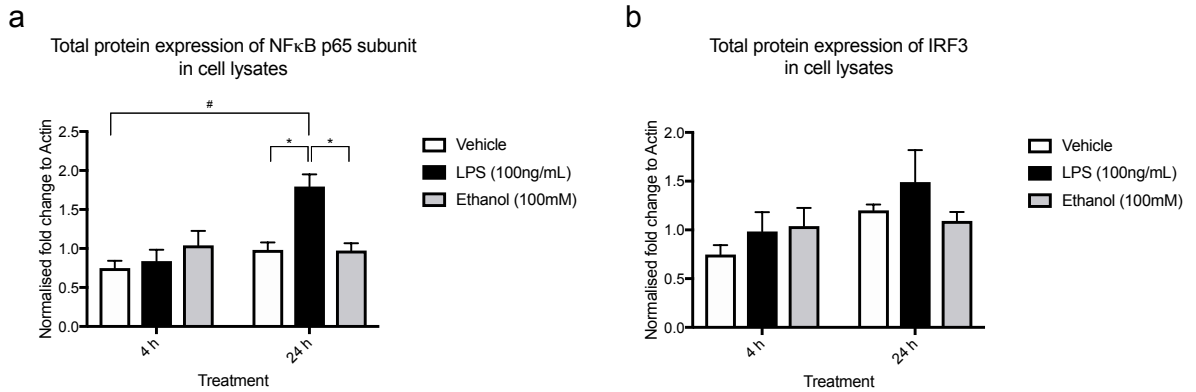 a
Total protein expression of NFκB p65 subunit
in cell lysates
#
*
*
Normalised fold change to Actin
2.5
2.0
1.5
1.0
0.5
0.0
4 h
24 h
Treatment
Vehicle
LPS (100ng/mL)
Ethanol (100mM)
b
Total protein expression of IRF3
in cell lysates
Normalised fold change to Actin
2.0
1.5
1.0
0.5
0.0
4 h
24 h
Treatment
Vehicle
LPS (100ng/mL)
Ethanol (100mM)